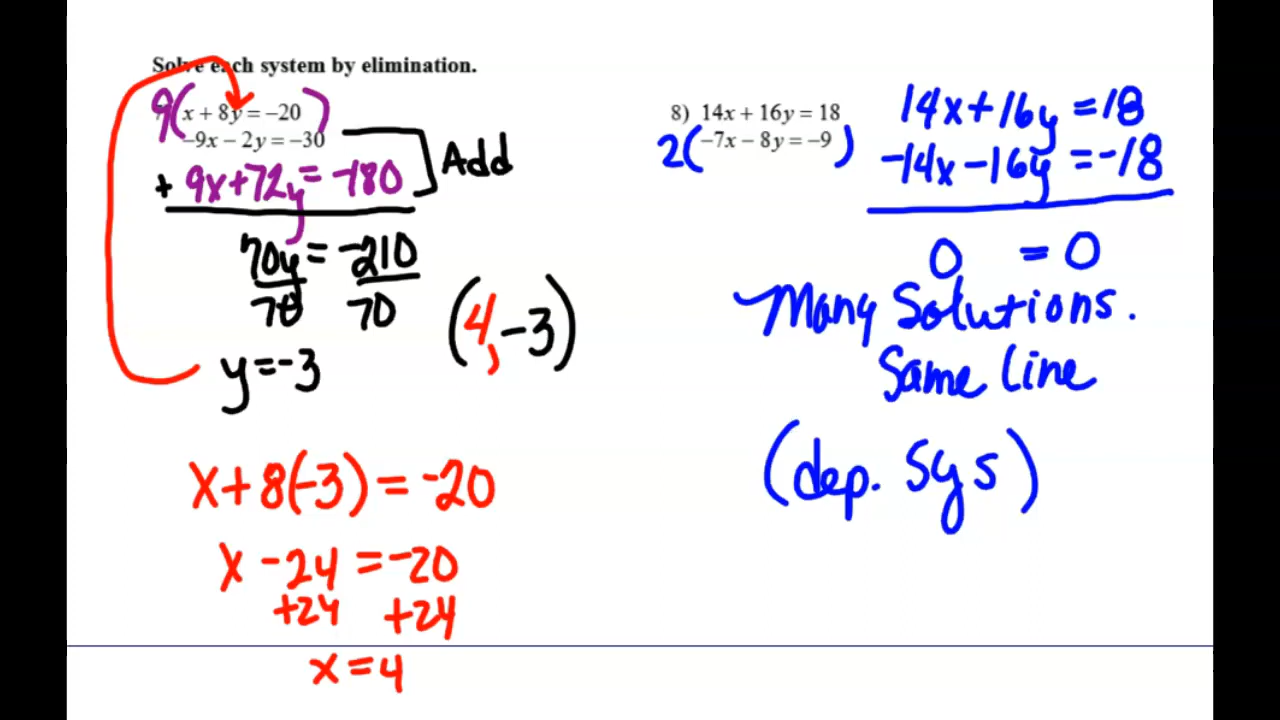 Solve each system by elimination.
9( x + 8y = -20 )
-9x - 2y = -30
+ 9x+72y = -180
Add
70y = -210
70 70
y = -3
(4, -3)
x + 8(-3) = -20
x - 24 = -20
+24 +24
x = 4
8) 14x + 16y = 18
2( -7x - 8y = -9 )
14x+16y = 18
-14x-16y = -18
0 = 0
Many Solutions.
Same Line
(dep. sys)